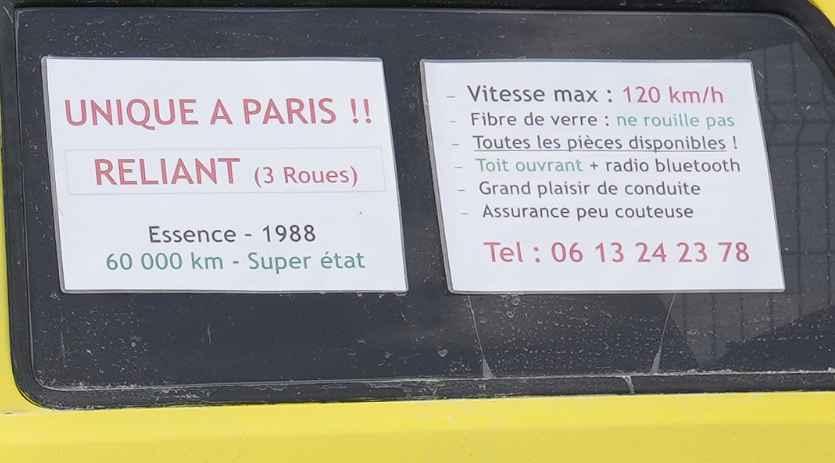 UNIQUE A PARIS !!
RELIANT (3 Roues)
Essence - 1988
60 000 km - Super état
- Vitesse max : 120 km/h
- Fibre de verre : ne rouille pas
- Toutes les pièces disponibles !
- Toit ouvrant + radio bluetooth
- Grand plaisir de conduite
- Assurance peu couteuse
Tel : 06 13 24 23 78